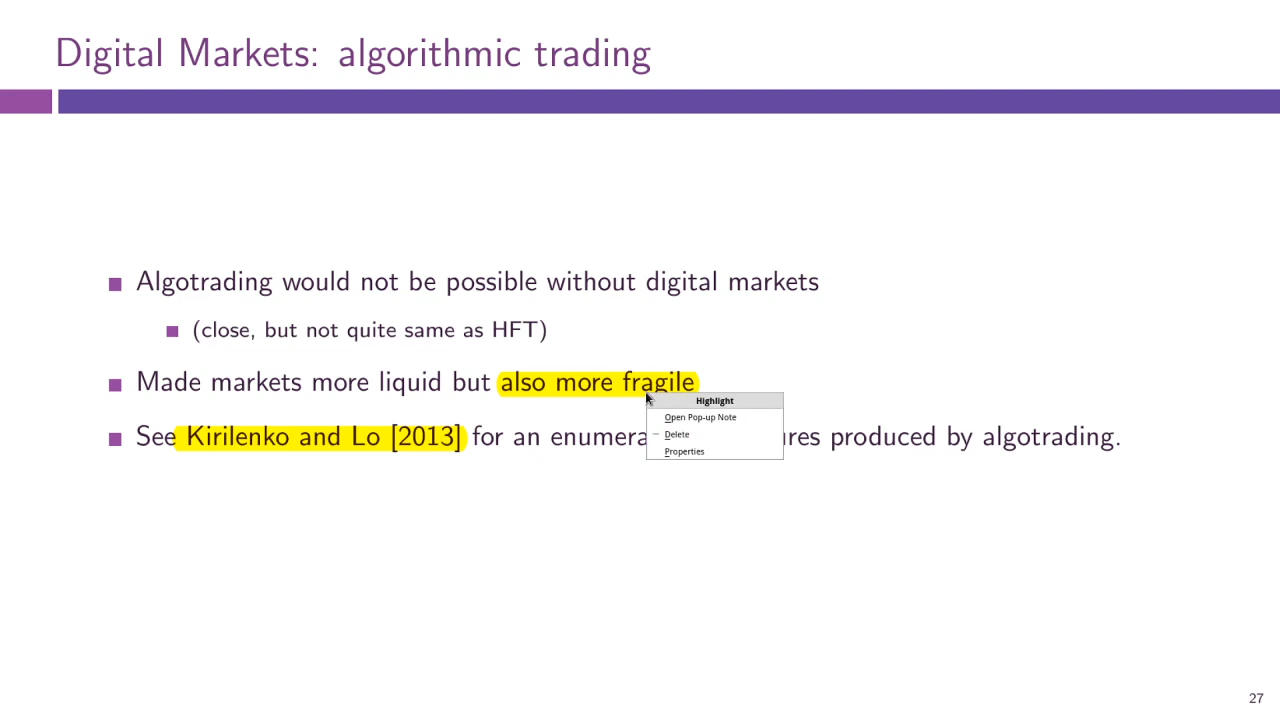 Digital Markets: algorithmic trading
Algotrading would not be possible without digital markets
(close, but not quite same as HFT)
Made markets more liquid but also more fragile
Highlight
Open Pop-up Note
Delete
Properties
See Kirilenko and Lo [2013] for an enumera ures produced by algotrading.
27